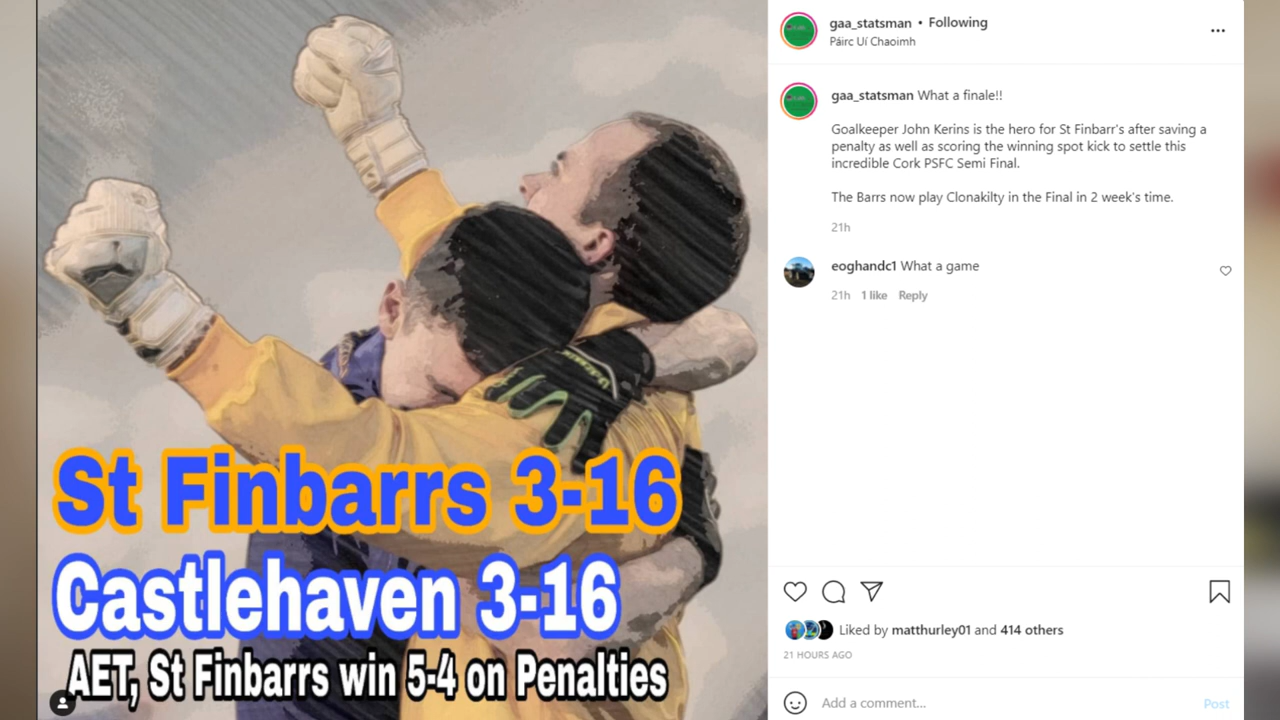 St Finbarrs 3-16
Castlehaven 3-16
AET, St Finbarrs win 5-4 on Penalties
gaa_statsman • Following
Páirc Uí Chaoimh
gaa_statsman What a finale!!
Goalkeeper John Kerins is the hero for St Finbarr's after saving a
penalty as well as scoring the winning spot kick to settle this
incredible Cork PSFC Semi Final.
The Barrs now play Clonakilty in the Final in 2 week's time.
21h
eoghandc1 What a game
21h 1 like Reply
Liked by matthurley01 and 414 others
21 HOURS AGO
Add a comment... Post